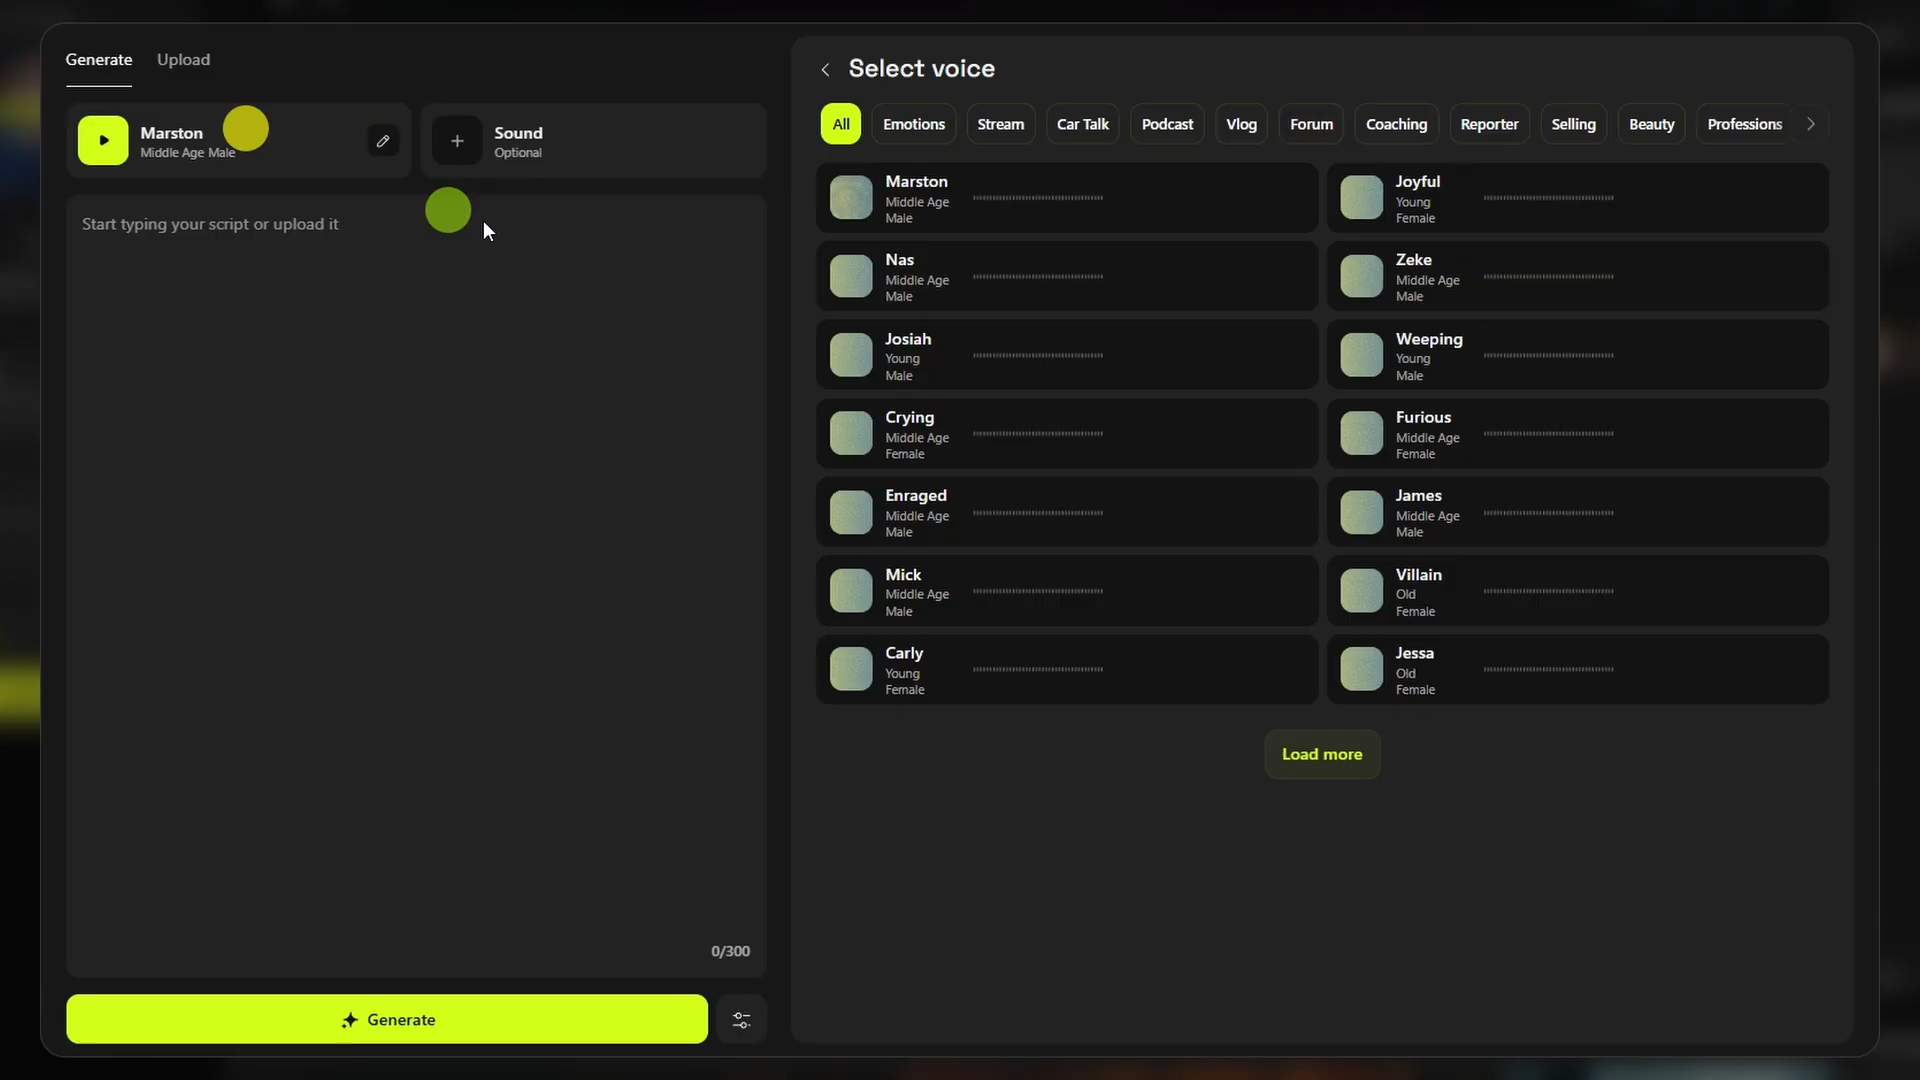 Generate
Upload
Marston
Middle Age Male
Sound
Optional
Start typing your script or upload it
0/300
Generate
Select voice
All
Emotions
Stream
Car Talk
Podcast
Vlog
Forum
Coaching
Reporter
Selling
Beauty
Professions
Marston
Middle Age
Male
Joyful
Young
Female
Nas
Middle Age
Male
Zeke
Middle Age
Male
Josiah
Young
Male
Weeping
Young
Male
Crying
Middle Age
Female
Furious
Middle Age
Female
Enraged
Middle Age
Male
James
Middle Age
Male
Mick
Middle Age
Male
Villain
Old
Female
Carly
Young
Female
Jessa
Old
Female
Load more